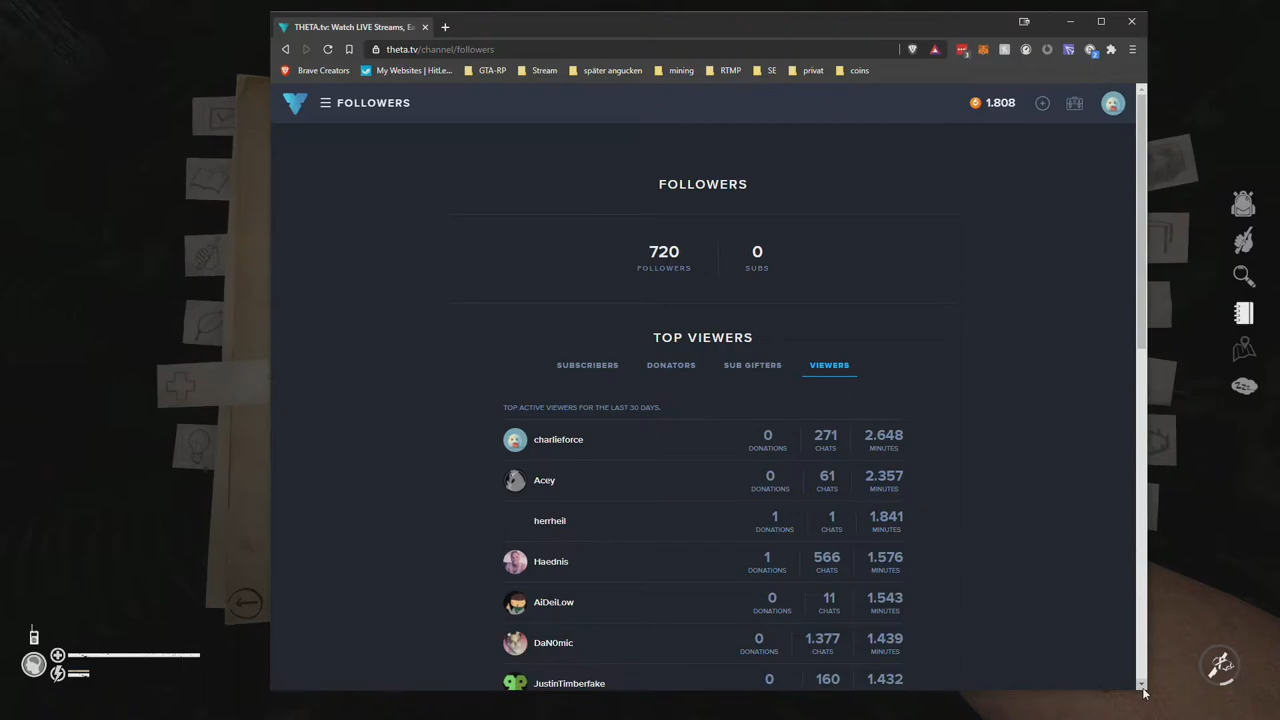 THETA.tv: Watch LIVE Streams, Ea
theta.tv/channel/followers
Brave Creators
My Websites | HitLe...
GTA-RP
Stream
später angucken
mining
RTMP
SE
privat
coins
FOLLOWERS
1.808
FOLLOWERS
720 0
FOLLOWERS SUBS
TOP VIEWERS
SUBSCRIBERS DONATORS SUB GIFTERS VIEWERS
TOP ACTIVE VIEWERS FOR THE LAST 30 DAYS.
charlieforce 0 271 2.648
DONATIONS CHATS MINUTES
Acey 0 61 2.357
DONATIONS CHATS MINUTES
herrheil 1 1 1.841
DONATIONS CHATS MINUTES
Haednis 1 566 1.576
DONATIONS CHATS MINUTES
AiDeiLow 0 11 1.543
DONATIONS CHATS MINUTES
DaN0mic 0 1.377 1.439
DONATIONS CHATS MINUTES
JustinTimberfake 0 160 1.432